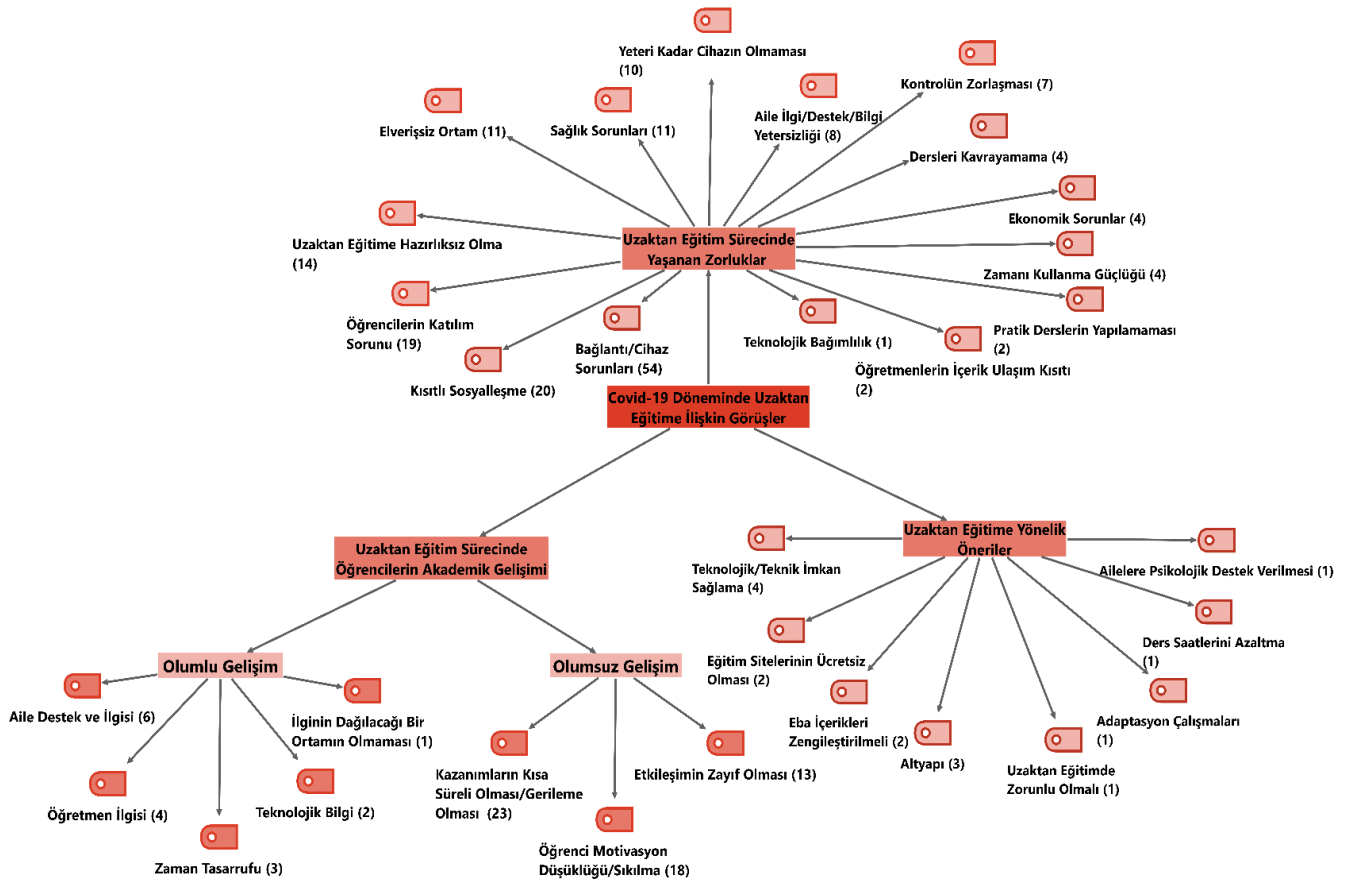 Yeteri Kadar Cihazın Olmaması
(10)
Kontrolün Zorlaşması (7)
Elverişsiz Ortam (11)
Sağlık Sorunları (11)
Aile İlgi/Destek/Bilgi
Yetersizliği (8)
Dersleri Kavrayamama (4)
Ekonomik Sorunlar (4)
Uzaktan Eğitime Hazırlıksız Olma
(14)
Uzaktan Eğitim Sürecinde
Yaşanan Zorluklar
Zamanı Kullanma Güçlüğü (4)
Öğrencilerin Katılım
Sorunu (19)
Bağlantı/Cihaz
Sorunları (54)
Teknolojik Bağımlılık (1)
Pratik Derslerin Yapılamaması
(2)
Kısıtlı Sosyalleşme (20)
Öğretmenlerin İçerik Ulaşım Kısıtı
(2)
Covid-19 Döneminde Uzaktan
Eğitime İlişkin Görüşler
Uzaktan Eğitim Sürecinde
Öğrencilerin Akademik Gelişimi
Uzaktan Eğitime Yönelik
Öneriler
Teknolojik/Teknik İmkan
Sağlama (4)
Ailelere Psikolojik Destek Verilmesi (1)
Eğitim Sitelerinin Ücretsiz
Olması (2)
Ders Saatlerini Azaltma
(1)
Eba İçerikleri
Zengileştirilmeli (2)
Altyapı (3)
Uzaktan Eğitimde
Zorunlu Olmalı (1)
Adaptasyon Çalışmaları
(1)
Olumlu Gelişim
Olumsuz Gelişim
Aile Destek ve İlgisi (6)
İlginin Dağılacağı Bir
Ortamın Olmaması (1)
Öğretmen İlgisi (4)
Teknolojik Bilgi (2)
Zaman Tasarrufu (3)
Kazanımların Kısa
Süreli Olması/Gerileme
Olması (23)
Etkileşimin Zayıf Olması (13)
Öğrenci Motivasyon
Düşüklüğü/Sıkılma (18)